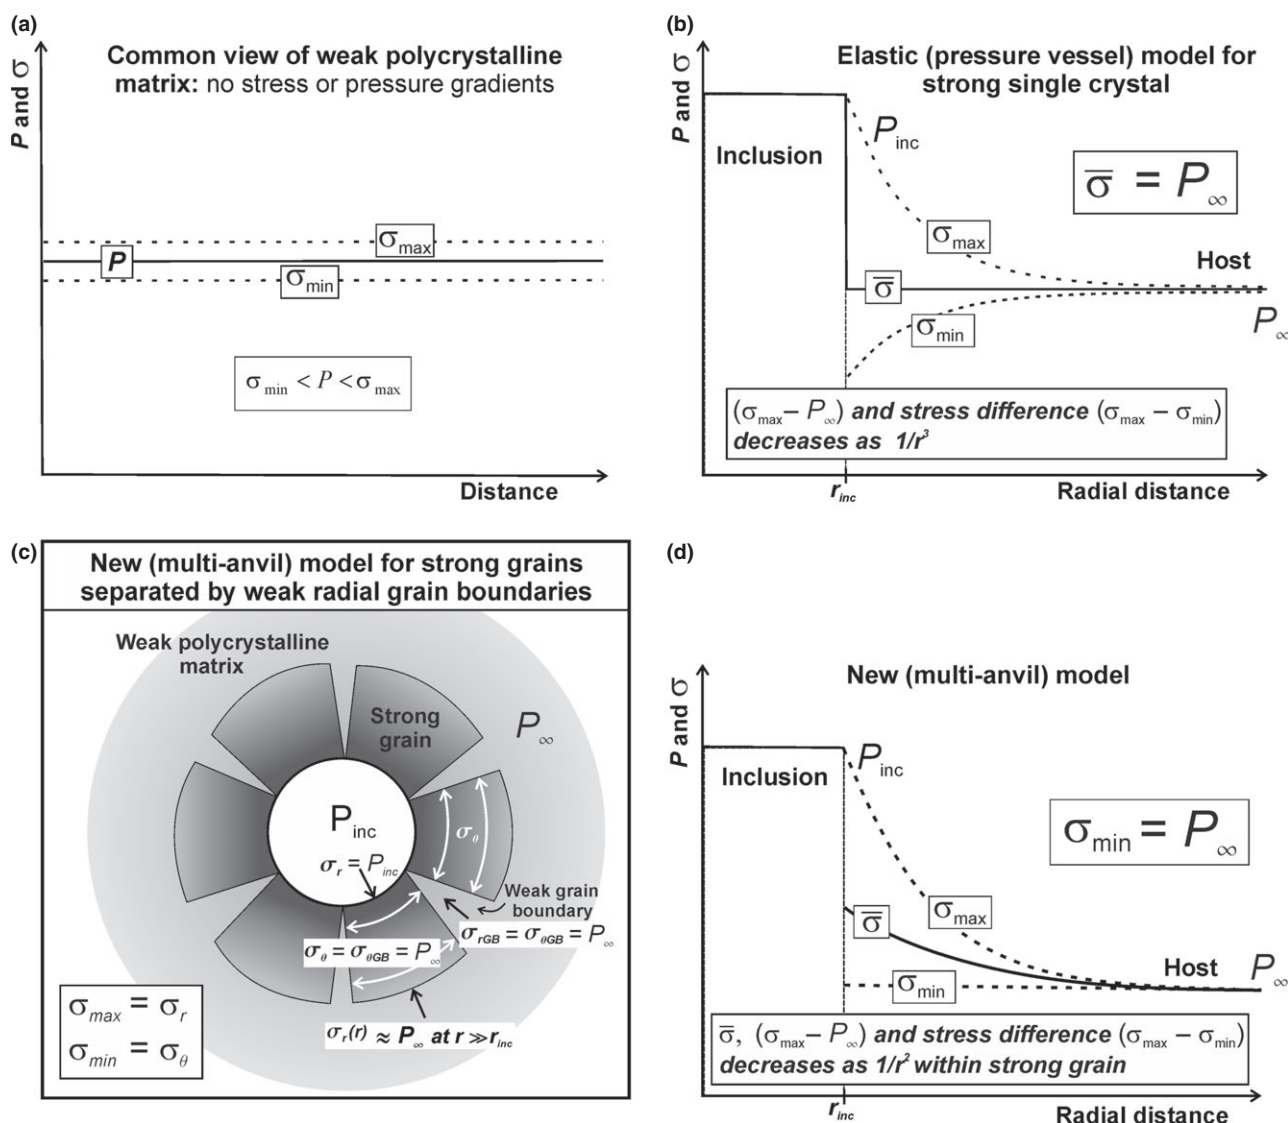 (a)
Common view of weak polycrystalline
matrix: no stress or pressure gradients
P and σ
σmax
P
σmin
σmin < P < σmax
Distance
(b)
Elastic (pressure vessel) model for
strong single crystal
P and σ
Pinc
Inclusion
σ̅ = P∞
σmax
Host
σ̅
σmin
P∞
(σmax – P∞) and stress difference (σmax – σmin)
decreases as 1/r³
rinc
Radial distance
(c)
New (multi-anvil) model for strong grains
separated by weak radial grain boundaries
Weak polycrystalline
matrix
Strong
grain
P∞
Pinc
σθ
σr = Pinc
Weak grain
boundary
σrGB = σθGB = P∞
σθ = σθGB = P∞
σmax = σr
σmin = σθ
σr(r) ≈ P∞ at r ≫ rinc
(d)
New (multi-anvil) model
P and σ
Pinc
Inclusion
σmin = P∞
σmax
σ̅
Host
P∞
σmin
σ̅, (σmax – P∞) and stress difference (σmax – σmin)
decreases as 1/r² within strong grain
rinc
Radial distance